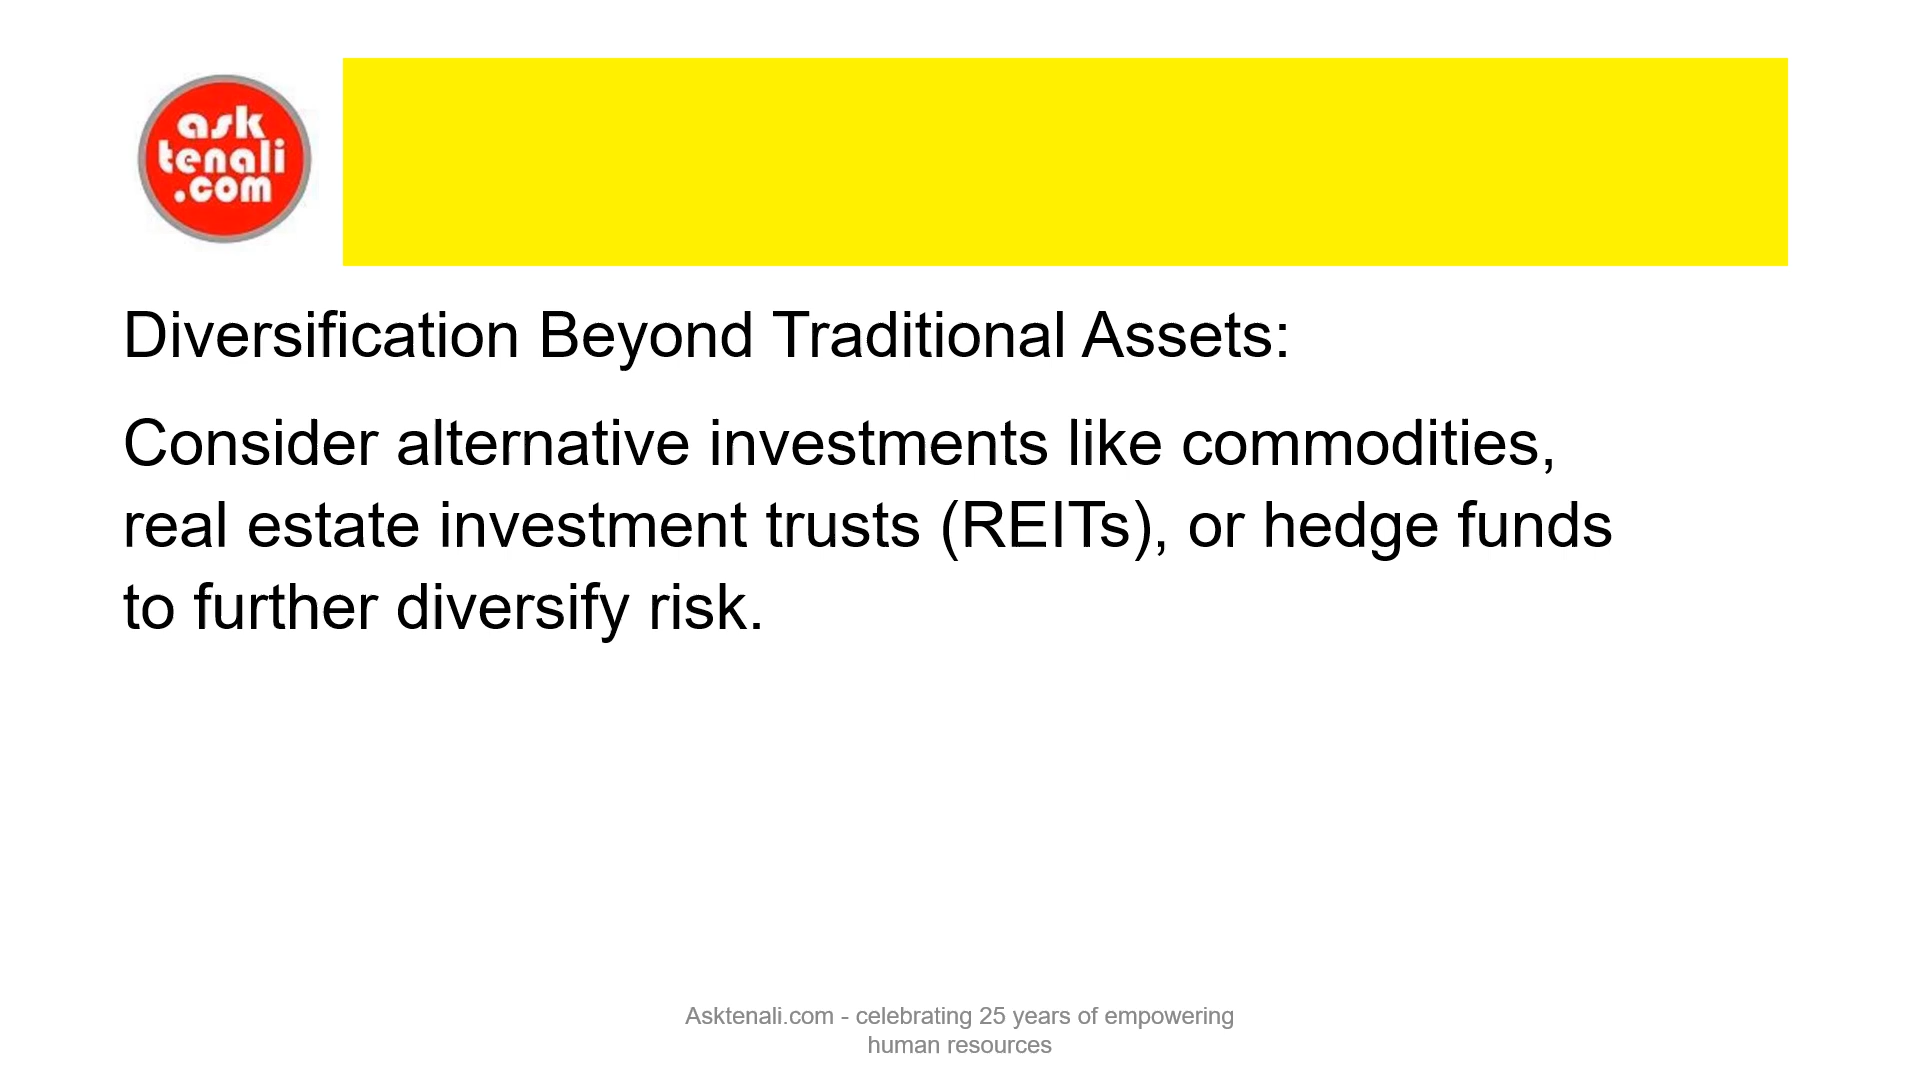 ask
tenali
.com
Diversification Beyond Traditional Assets:
Consider alternative investments like commodities,
real estate investment trusts (REITs), or hedge funds
to further diversify risk.
Asktenali.com - celebrating 25 years of empowering
human resources